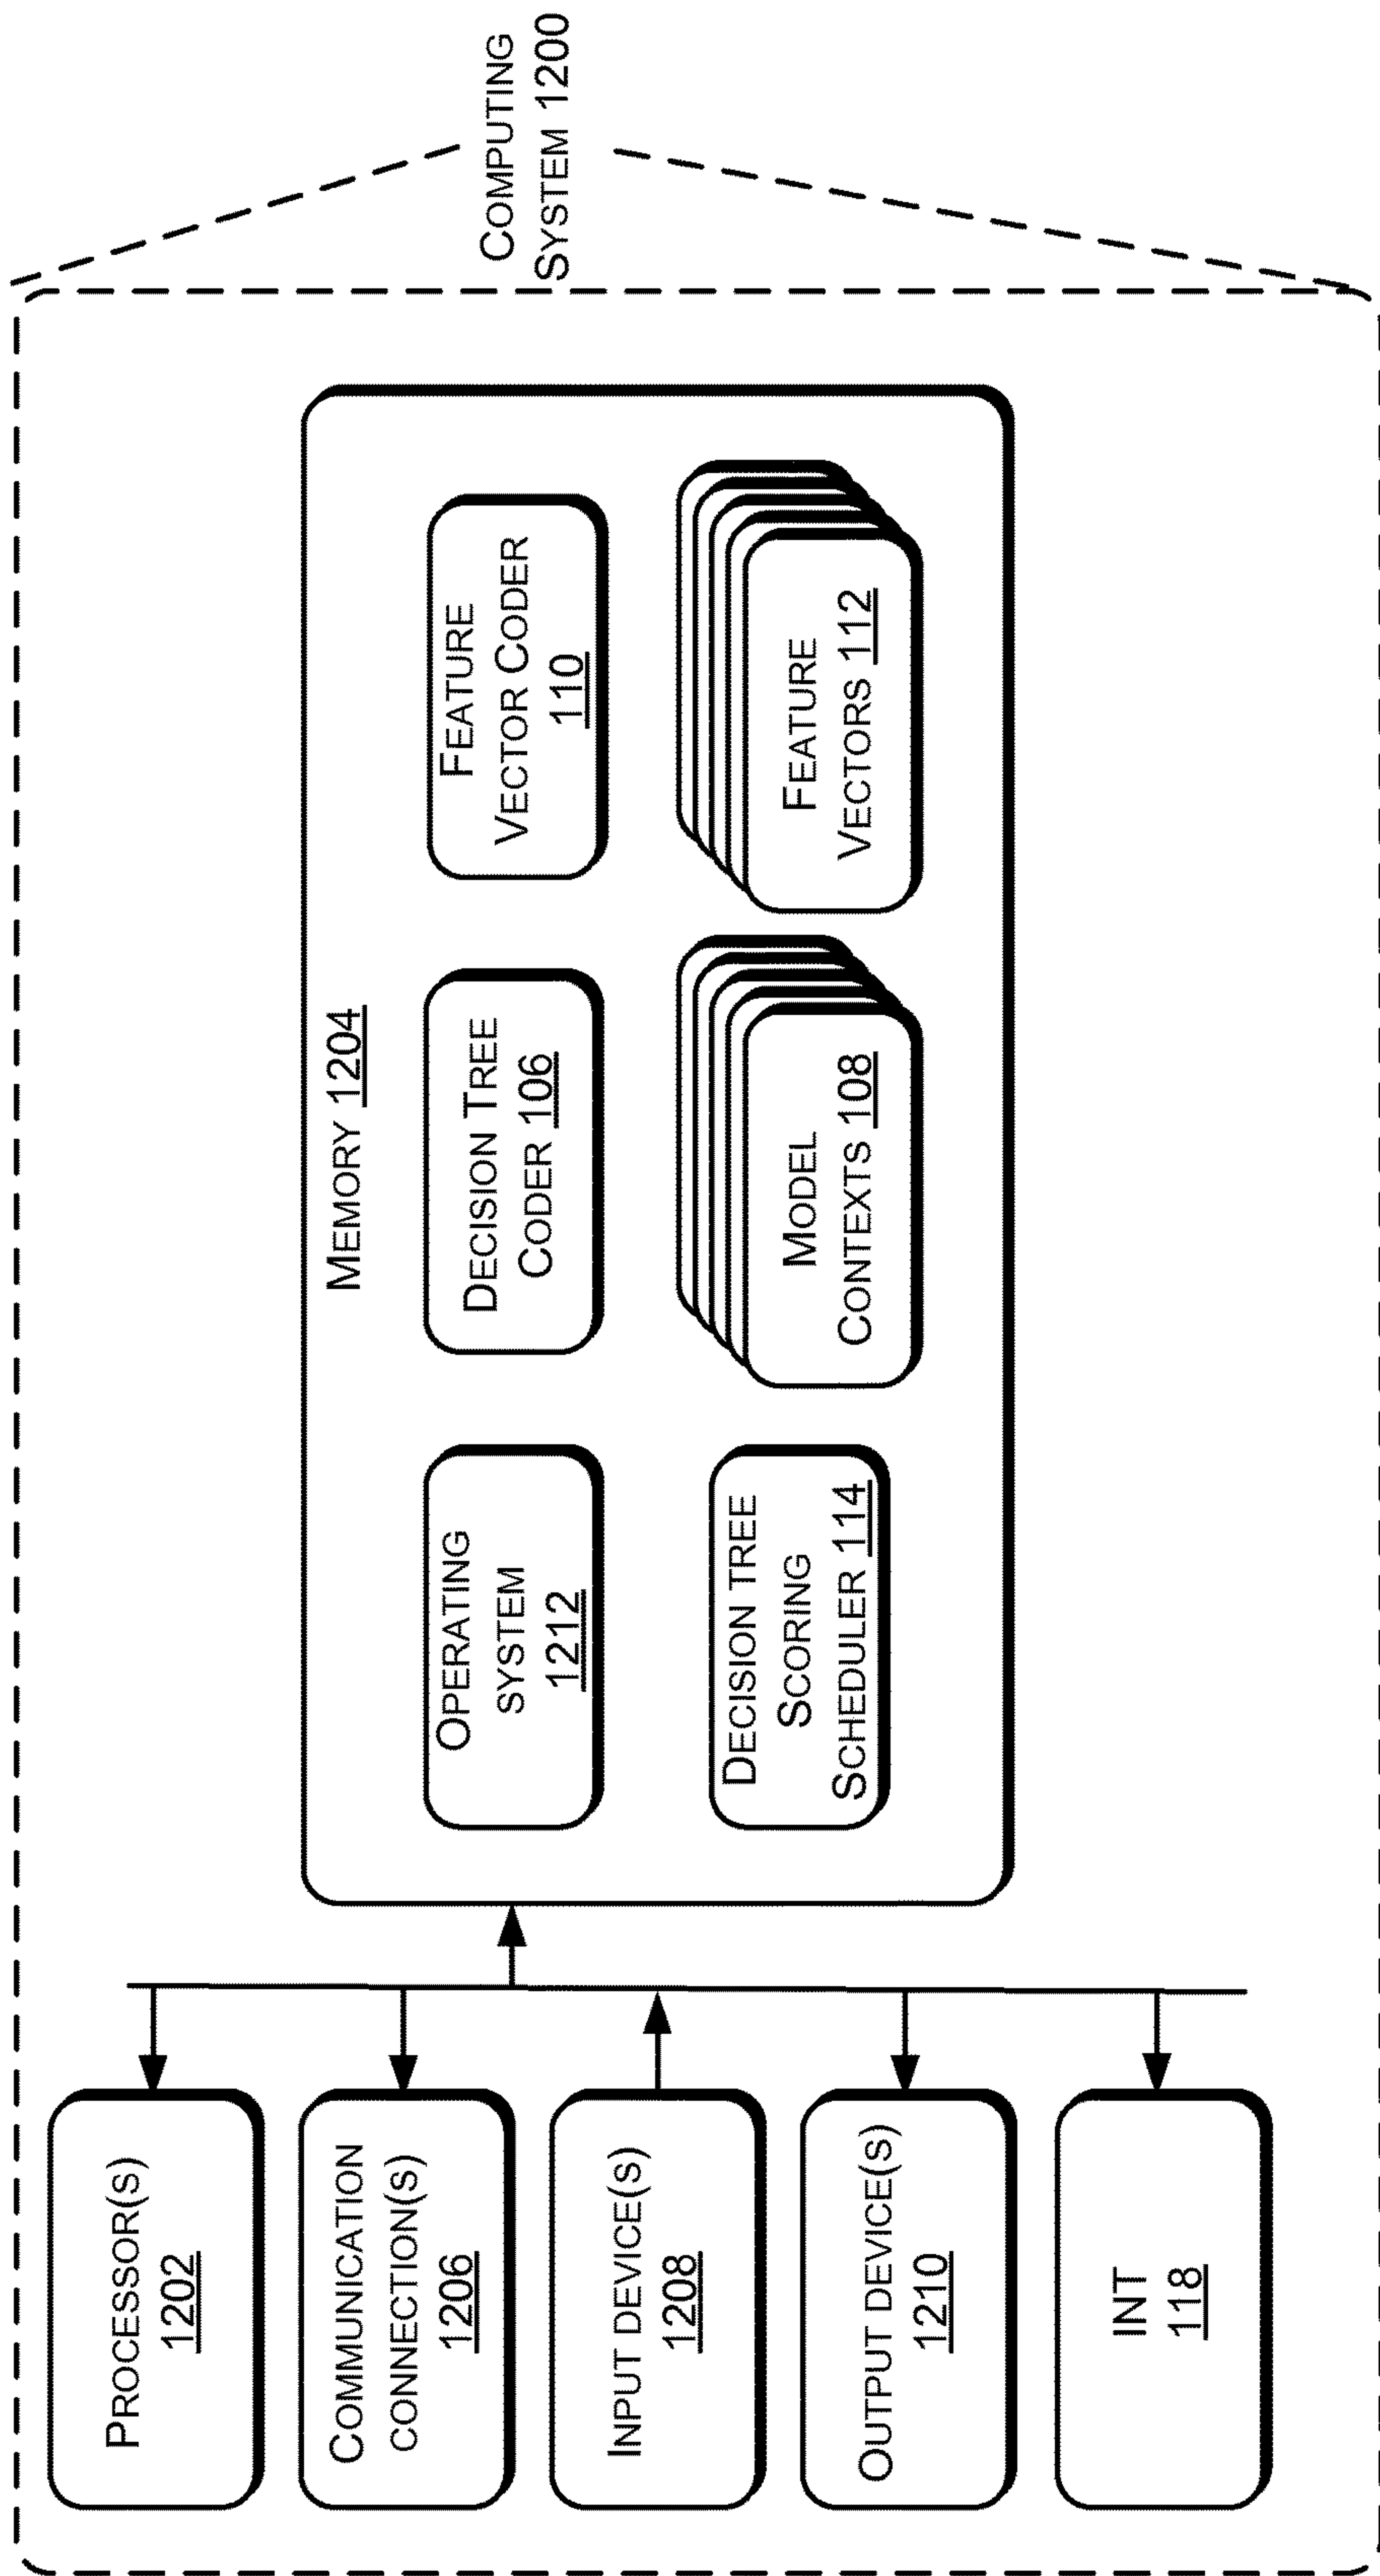 COMPUTING
SYSTEM 1200
PROCESSOR(S)
1202
COMMUNICATION
CONNECTION(S)
1206
INPUT DEVICE(S)
1208
OUTPUT DEVICE(S)
1210
INT
118
MEMORY 1204
OPERATING
SYSTEM
1212
DECISION TREE
CODER 106
FEATURE
VECTOR CODER
110
DECISION TREE
SCORING
SCHEDULER 114
MODEL
CONTEXTS 108
FEATURE
VECTORS 112